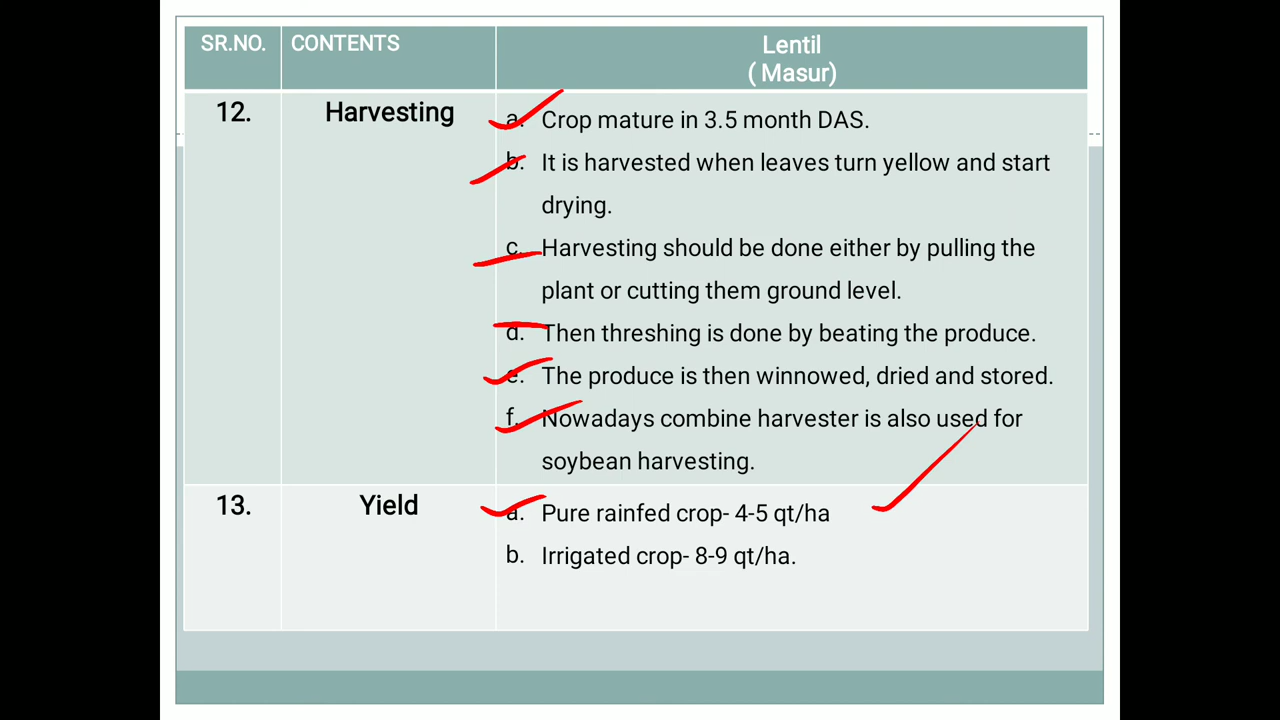 SR.NO. CONTENTS Lentil
( Masur)
12. Harvesting a. Crop mature in 3.5 month DAS.
b. It is harvested when leaves turn yellow and start
drying.
c. Harvesting should be done either by pulling the
plant or cutting them ground level.
d. Then threshing is done by beating the produce.
e. The produce is then winnowed, dried and stored.
f. Nowadays combine harvester is also used for
soybean harvesting.
13. Yield a. Pure rainfed crop- 4-5 qt/ha
b. Irrigated crop- 8-9 qt/ha.